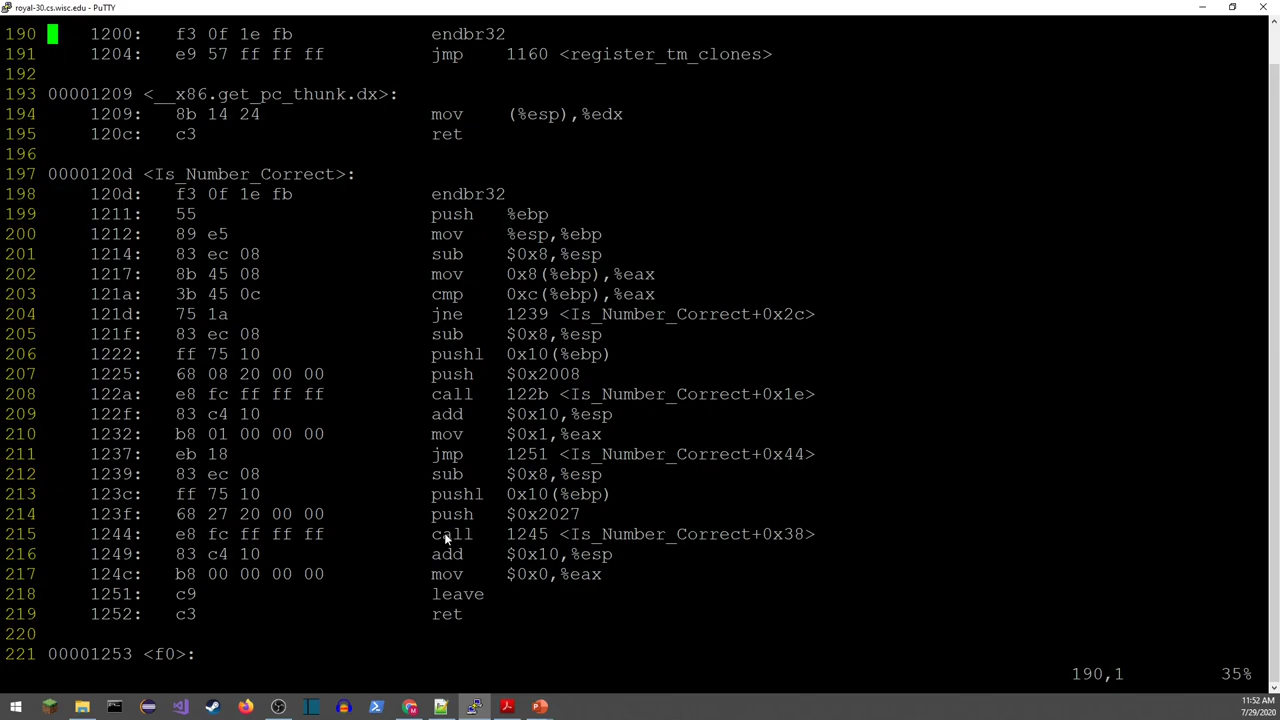 royal-30.cs.wisc.edu - PuTTY
190      1200:   f3 0f 1e fb             endbr32
191      1204:   e9 57 ff ff ff          jmp    1160 <register_tm_clones>
192
193 00001209 <__x86.get_pc_thunk.dx>:
194      1209:   8b 14 24                mov    (%esp),%edx
195      120c:   c3                      ret
196
197 0000120d <Is_Number_Correct>:
198      120d:   f3 0f 1e fb             endbr32
199      1211:   55                      push   %ebp
200      1212:   89 e5                   mov    %esp,%ebp
201      1214:   83 ec 08                sub    $0x8,%esp
202      1217:   8b 45 08                mov    0x8(%ebp),%eax
203      121a:   3b 45 0c                cmp    0xc(%ebp),%eax
204      121d:   75 1a                   jne    1239 <Is_Number_Correct+0x2c>
205      121f:   83 ec 08                sub    $0x8,%esp
206      1222:   ff 75 10                pushl  0x10(%ebp)
207      1225:   68 08 20 00 00          push   $0x2008
208      122a:   e8 fc ff ff ff          call   122b <Is_Number_Correct+0x1e>
209      122f:   83 c4 10                add    $0x10,%esp
210      1232:   b8 01 00 00 00          mov    $0x1,%eax
211      1237:   eb 18                   jmp    1251 <Is_Number_Correct+0x44>
212      1239:   83 ec 08                sub    $0x8,%esp
213      123c:   ff 75 10                pushl  0x10(%ebp)
214      123f:   68 27 20 00 00          push   $0x2027
215      1244:   e8 fc ff ff ff          call   1245 <Is_Number_Correct+0x38>
216      1249:   83 c4 10                add    $0x10,%esp
217      124c:   b8 00 00 00 00          mov    $0x0,%eax
218      1251:   c9                      leave
219      1252:   c3                      ret
220
221 00001253 <f0>:
190,1          35%
11:52 AM
7/29/2020